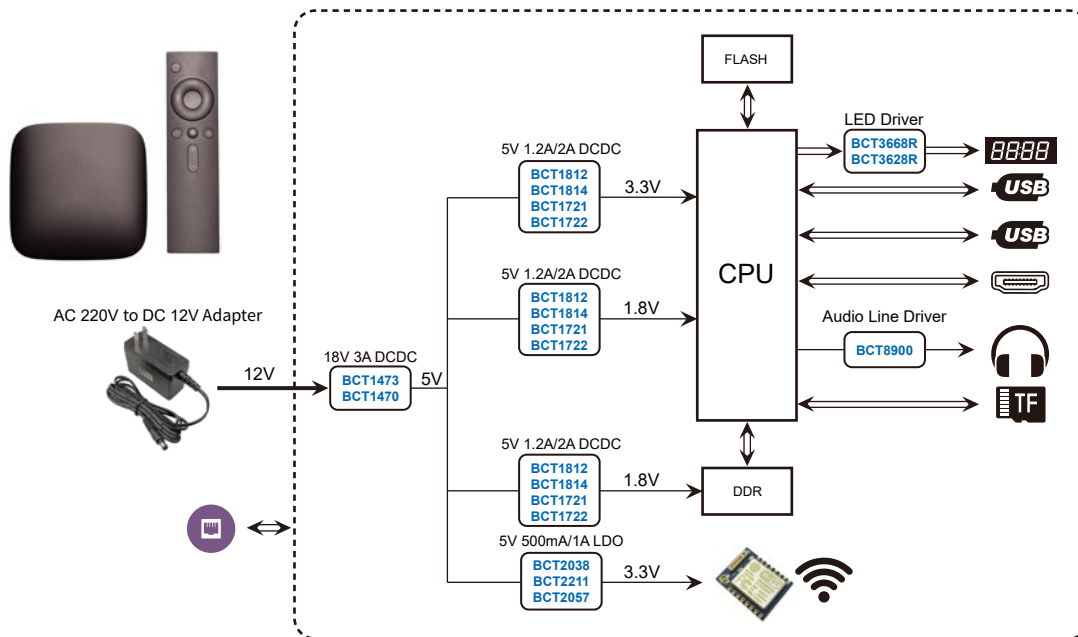 FLASH
LED Driver
BCT3668R
BCT3628R
88:88
5V 1.2A/2A DCDC
BCT1812
BCT1814
BCT1721
BCT1722
3.3V
USB
USB
CPU
5V 1.2A/2A DCDC
BCT1812
BCT1814
BCT1721
BCT1722
1.8V
AC 220V to DC 12V Adapter
Audio Line Driver
BCT8900
12V
18V 3A DCDC
BCT1473
BCT1470
5V
TF
5V 1.2A/2A DCDC
BCT1812
BCT1814
BCT1721
BCT1722
1.8V
DDR
5V 500mA/1A LDO
BCT2038
BCT2211
BCT2057
3.3V